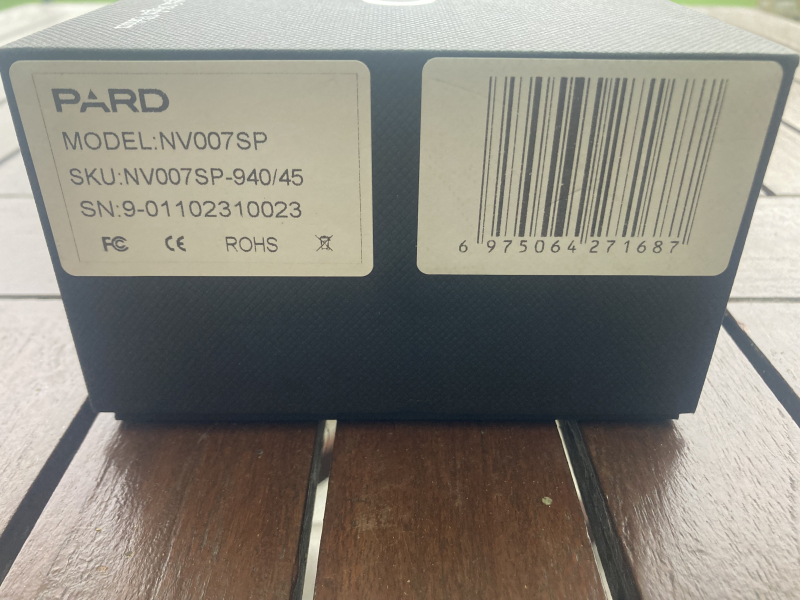 PARD
MODEL:NV007SP
SKU:NV007SP-940/45
SN:9-01102310023
FC CE ROHS
6 975064 271687